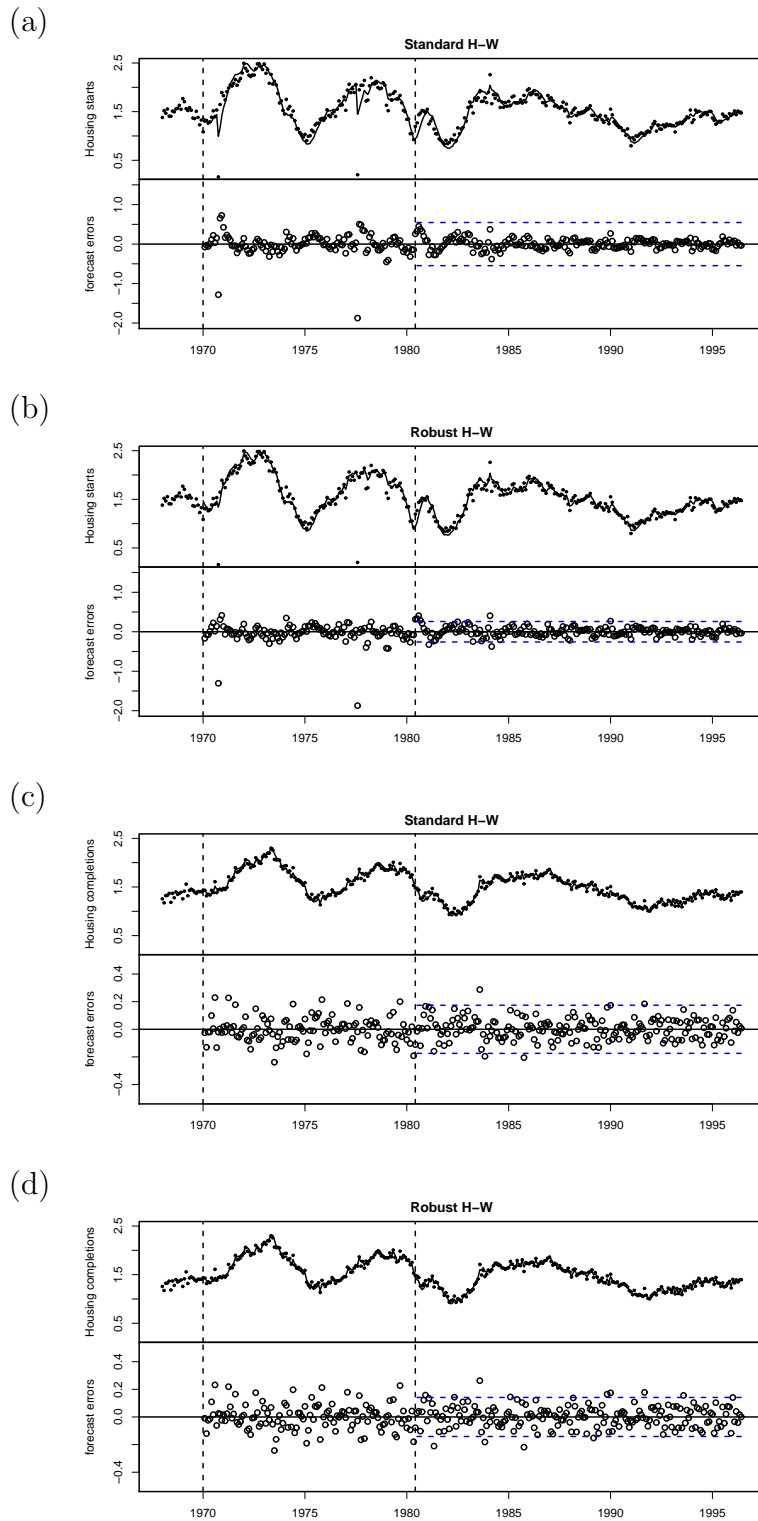 (a)
Standard H−W
Housing starts
0.5 1.5 2.5
forecast errors
−2.0 −1.0 0.0 1.0
1970 1975 1980 1985 1990 1995
(b)
Robust H−W
Housing starts
0.5 1.5 2.5
forecast errors
−2.0 −1.0 0.0 1.0
1970 1975 1980 1985 1990 1995
(c)
Standard H−W
Housing completions
0.5 1.5 2.5
forecast errors
−0.4 0.0 0.2 0.4
1970 1975 1980 1985 1990 1995
(d)
Robust H−W
Housing completions
0.5 1.5 2.5
forecast errors
−0.4 0.0 0.2 0.4
1970 1975 1980 1985 1990 1995